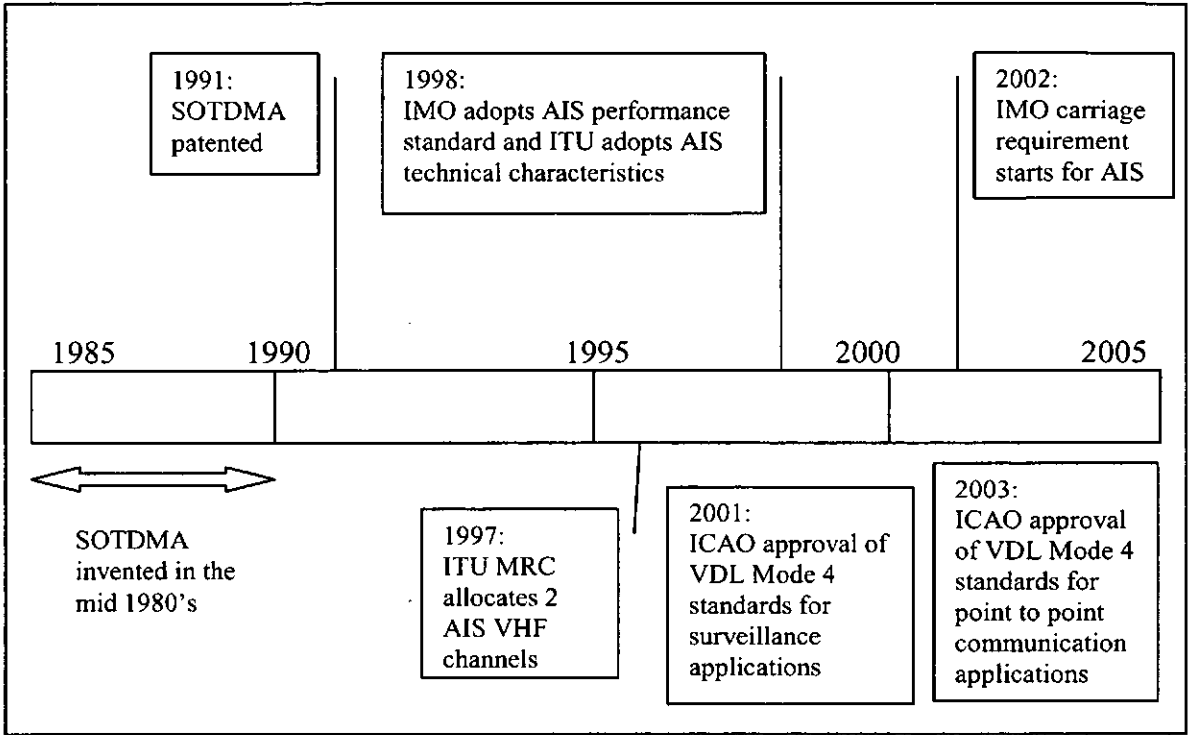 1991:
SOTDMA
patented
1998:
IMO adopts AIS performance
standard and ITU adopts AIS
technical characteristics
2002:
IMO carriage
requirement
starts for AIS
1985 1990 1995 2000 2005
SOTDMA
invented in the
mid 1980's
1997:
ITU MRC
allocates 2
AIS VHF
channels
2001:
ICAO approval of
VDL Mode 4
standards for
surveillance
applications
2003:
ICAO approval
of VDL Mode 4
standards for
point to point
communication
applications